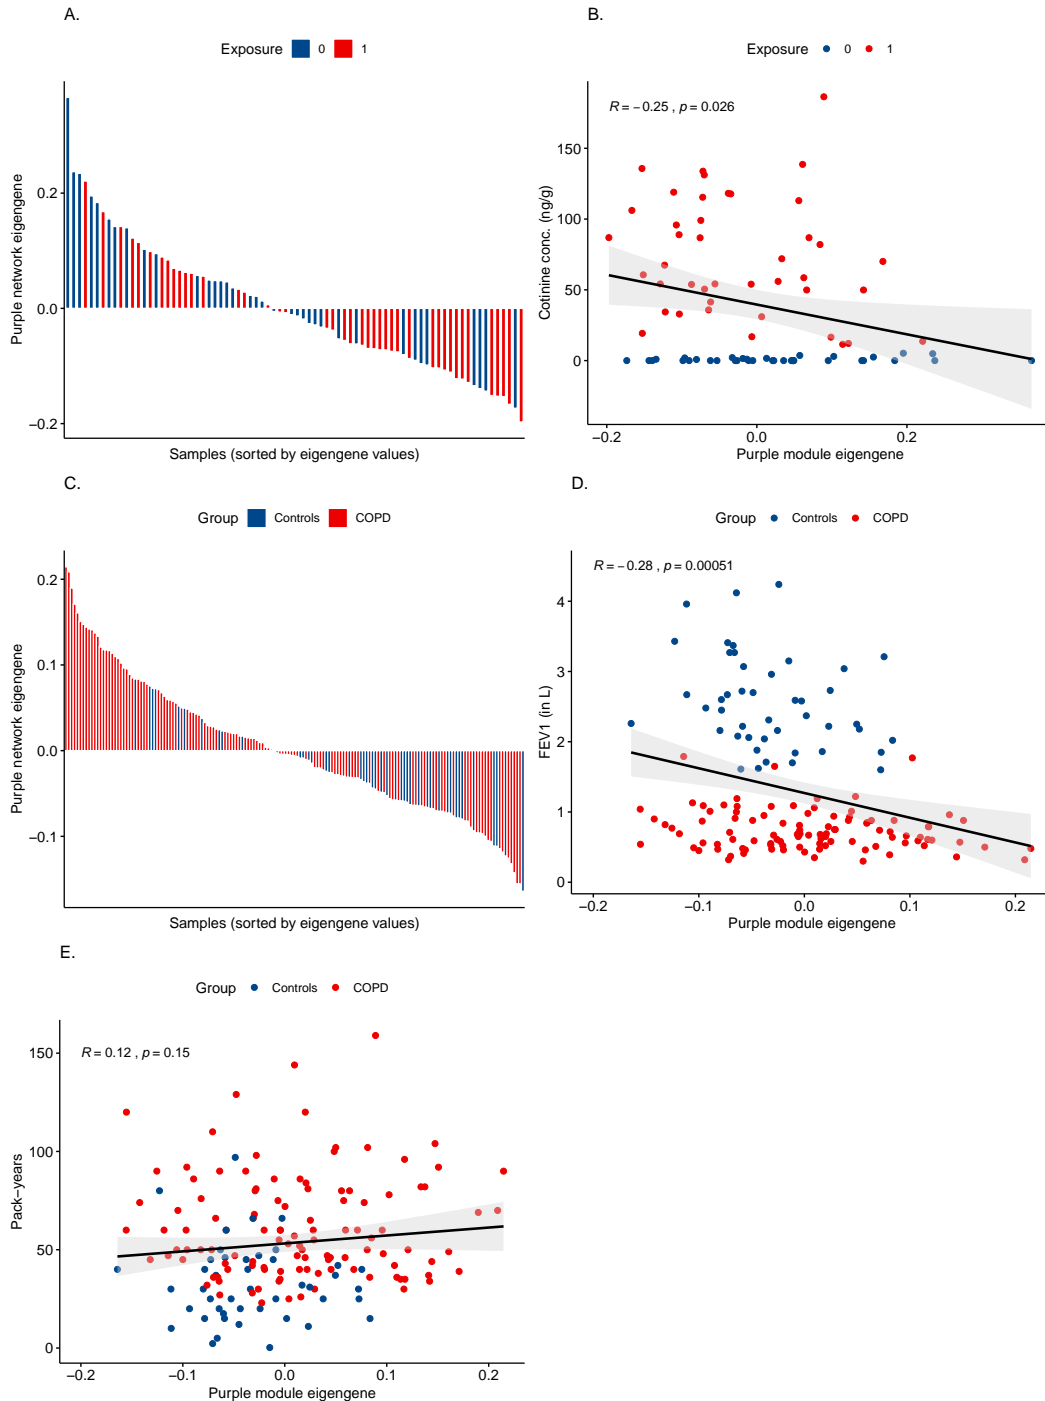 A.
Exposure 0 1
Purple network eigengene
0.2
0.0
−0.2
Samples (sorted by eigengene values)
B.
Exposure 0 1
R = −0.25 , p = 0.026
Cotinine conc. (ng/g)
150
100
50
0
−0.2 0.0 0.2
Purple module eigengene
C.
Group Controls COPD
Purple network eigengene
0.2
0.1
0.0
−0.1
Samples (sorted by eigengene values)
D.
Group Controls COPD
R = −0.28 , p = 0.00051
FEV1 (in L)
4
3
2
1
0
−0.2 −0.1 0.0 0.1 0.2
Purple module eigengene
E.
Group Controls COPD
R = 0.12 , p = 0.15
Pack−years
150
100
50
0
−0.2 −0.1 0.0 0.1 0.2
Purple module eigengene